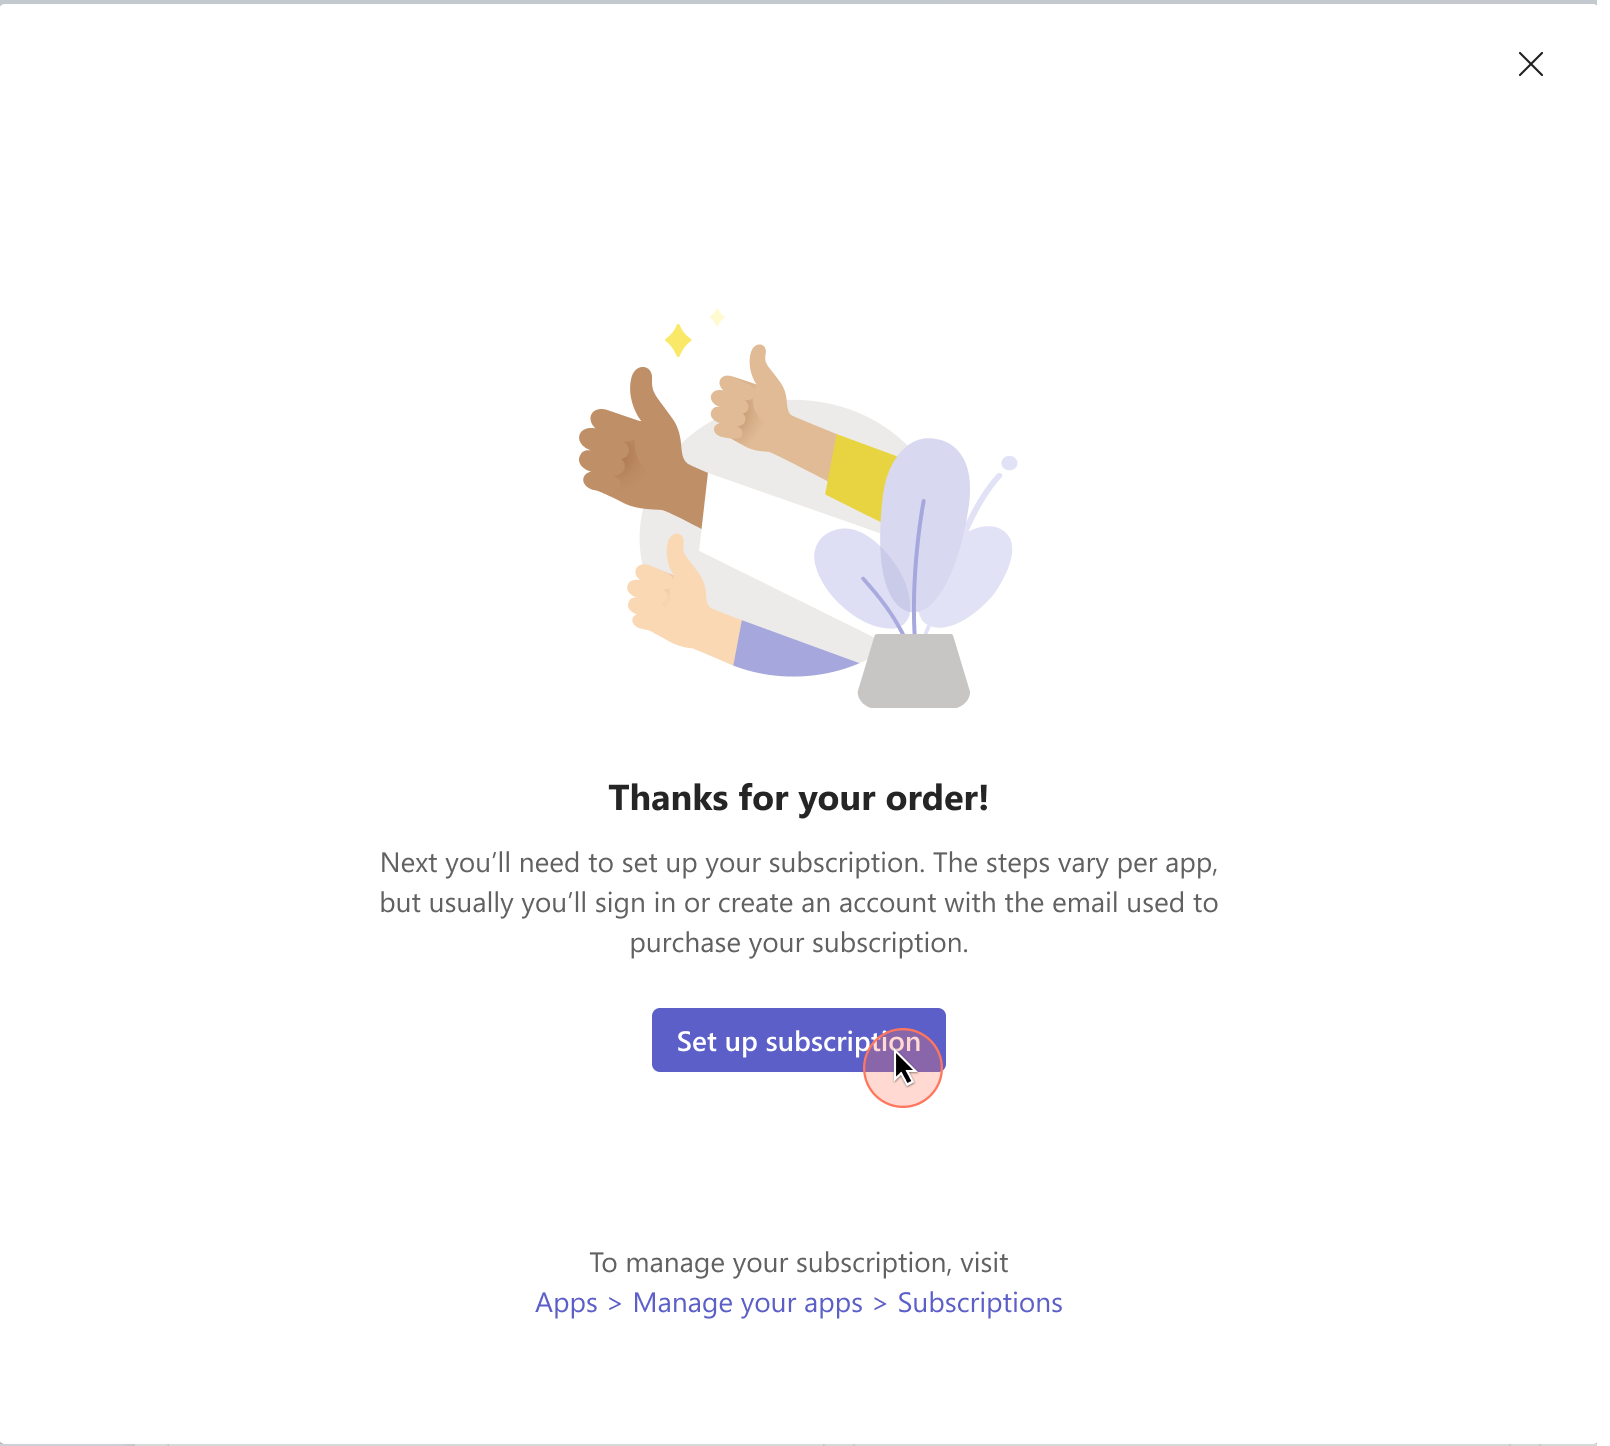 Thanks for your order!
Next you’ll need to set up your subscription. The steps vary per app,
but usually you’ll sign in or create an account with the email used to
purchase your subscription.
Set up subscription
To manage your subscription, visit
Apps > Manage your apps > Subscriptions